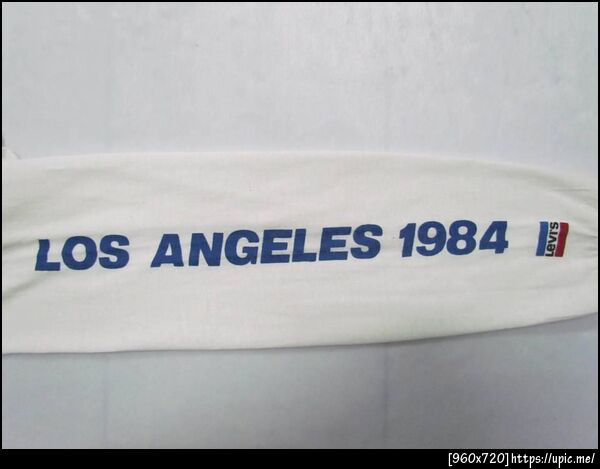 LOS ANGELES 1984
Levi's
[960x720]https://upic.me/